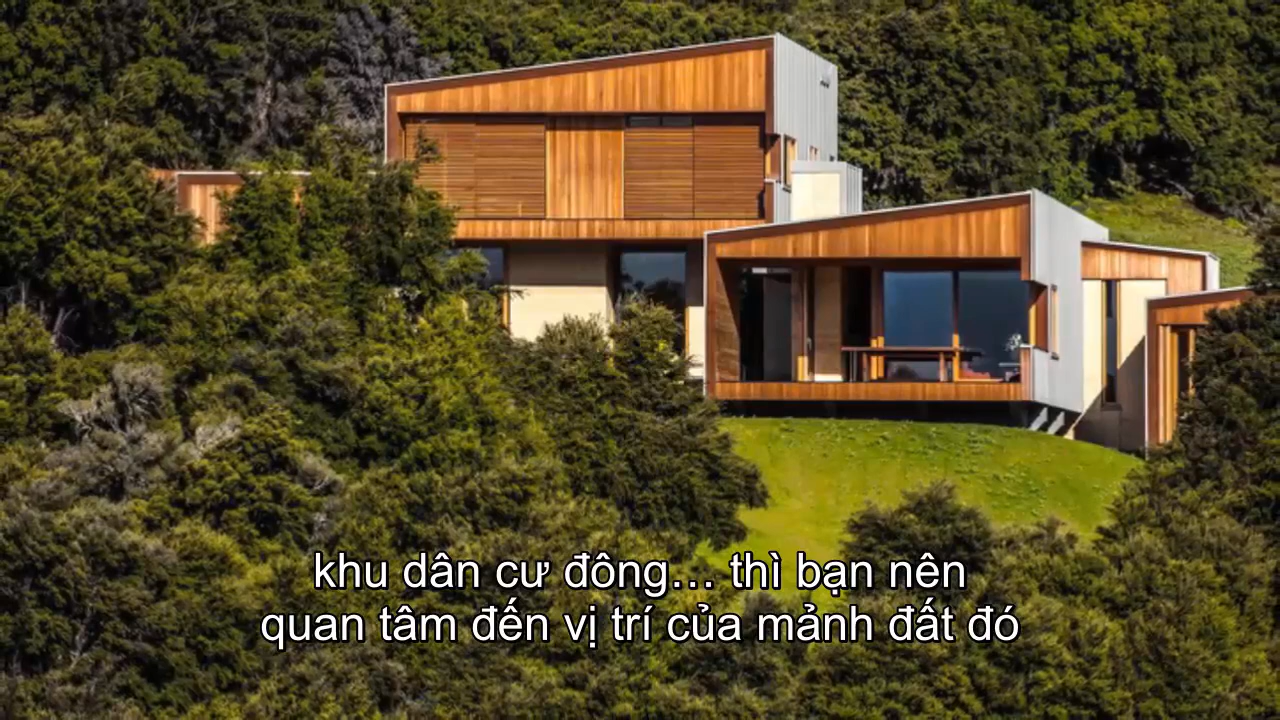 khu dân cư đông… thì bạn nên
quan tâm đến vị trí của mảnh đất đó